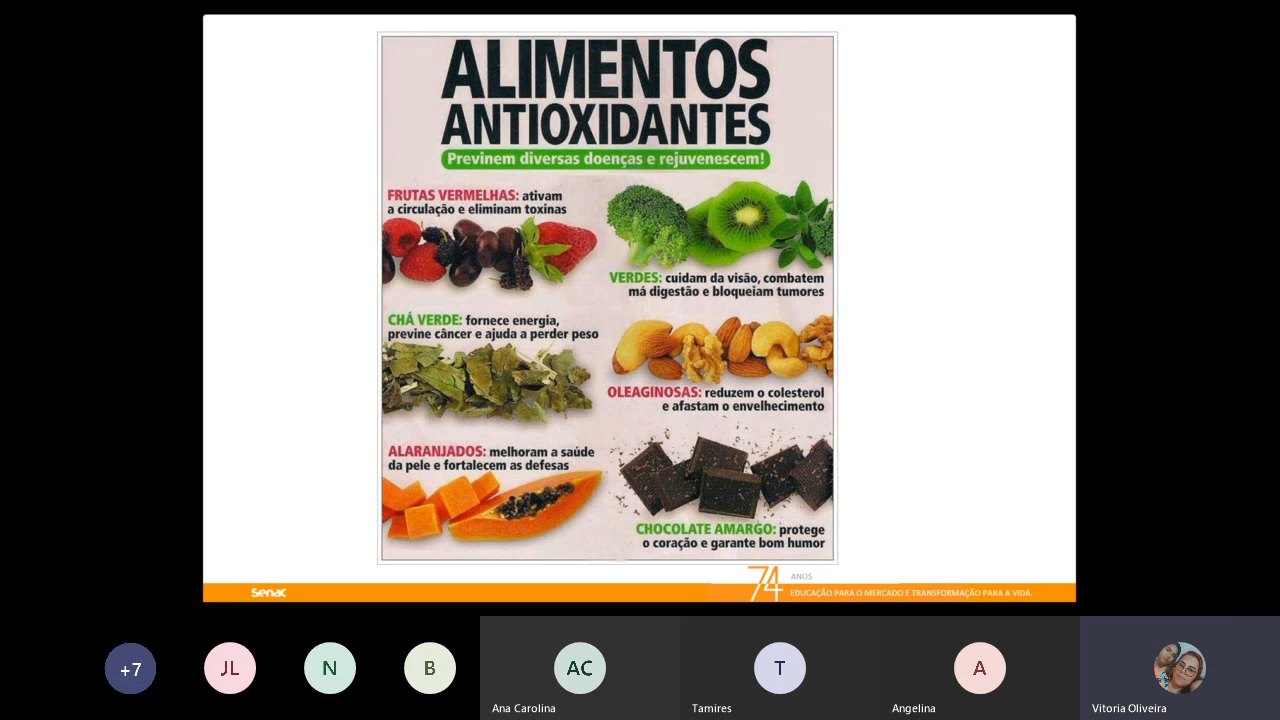 ALIMENTOS
ANTIOXIDANTES
Previnem diversas doenças e rejuvenescem!
FRUTAS VERMELHAS: ativam
a circulação e eliminam toxinas
VERDES: cuidam da visão, combatem
má digestão e bloqueiam tumores
CHÁ VERDE: fornece energia,
previne câncer e ajuda a perder peso
OLEAGINOSAS: reduzem o colesterol
e afastam o envelhecimento
ALARANJADOS: melhoram a saúde
da pele e fortalecem as defesas
CHOCOLATE AMARGO: protege
o coração e garante bom humor
Senac
74 ANOS
EDUCAÇÃO PARA O MERCADO E TRANSFORMAÇÃO PARA A VIDA.
+7
JL
N
B
AC
T
A
Ana Carolina
Tamires
Angelina
Vitoria Oliveira